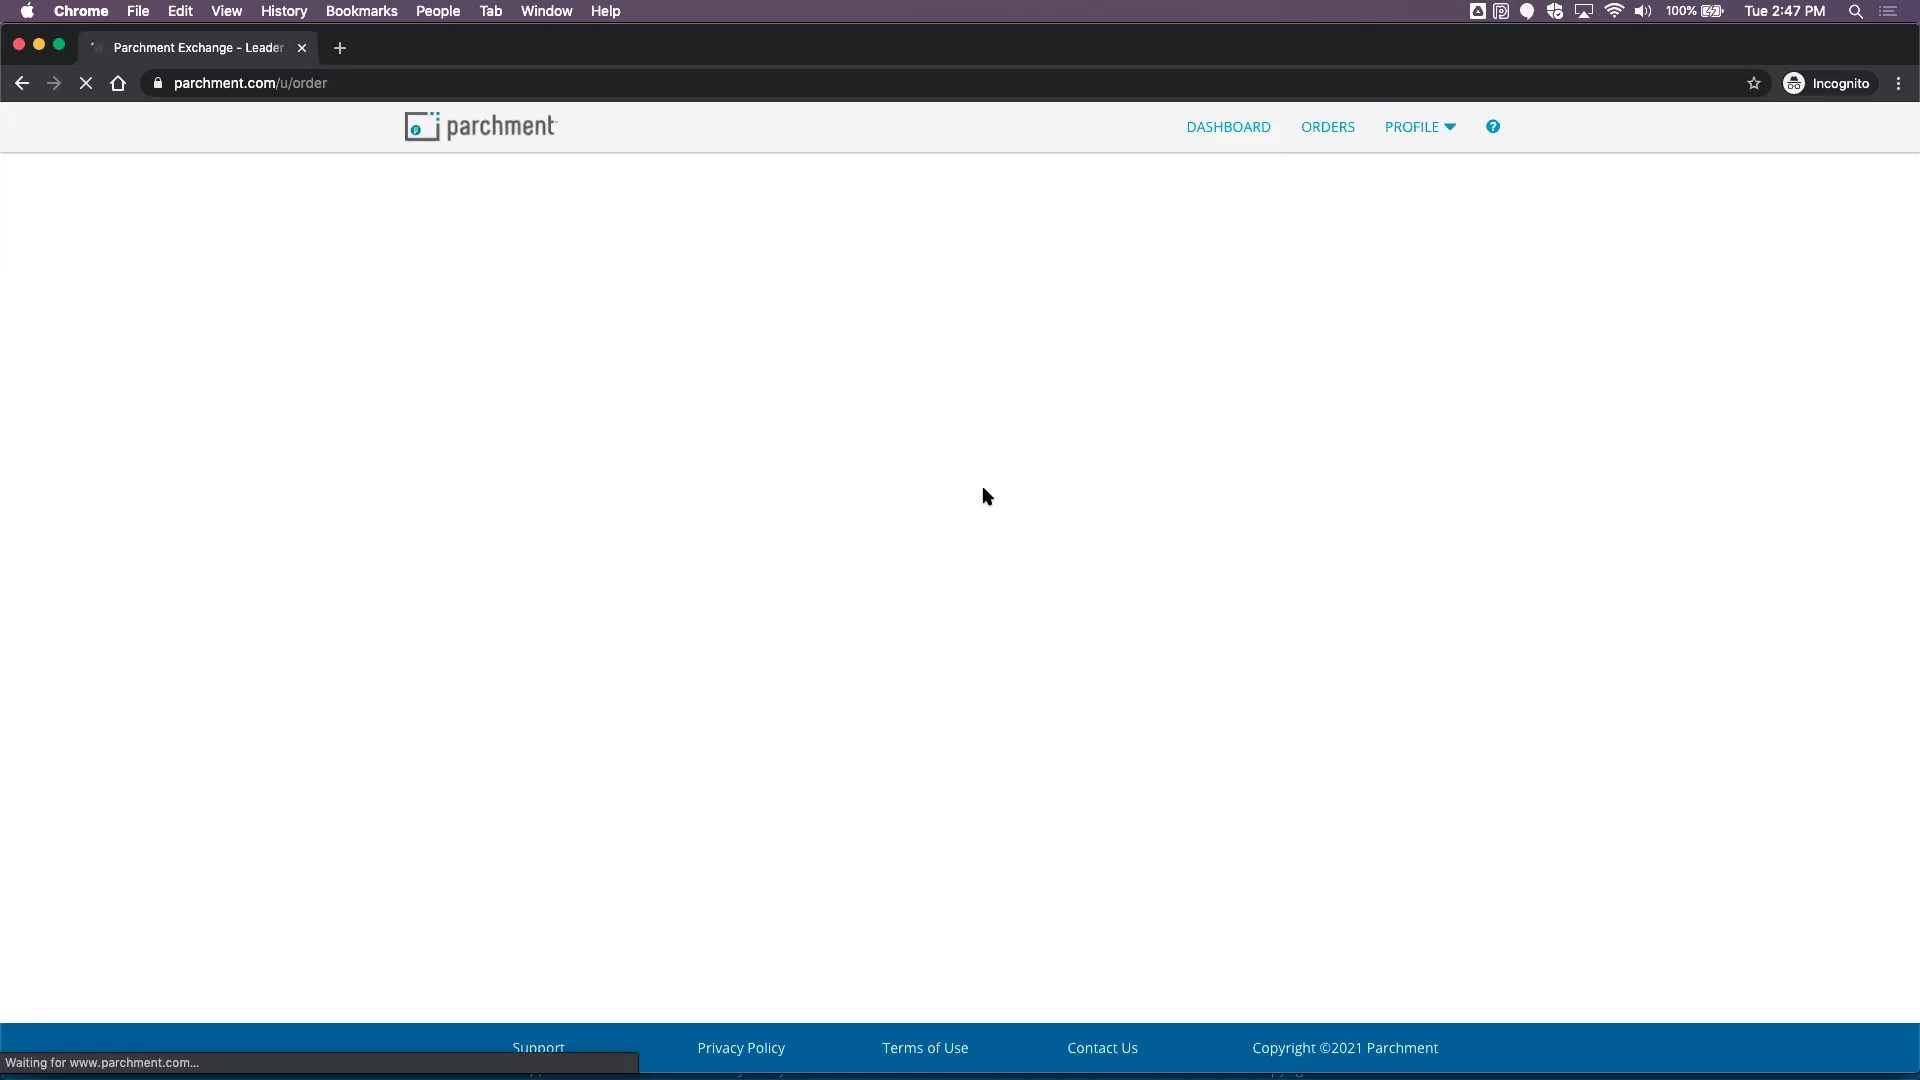 Chrome File Edit View History Bookmarks People Tab Window Help 100% Tue 2:47 PM
Parchment Exchange - Leader
parchment.com/u/order Incognito
parchment DASHBOARD ORDERS PROFILE ?
Support Privacy Policy Terms of Use Contact Us Copyright ©2021 Parchment
Waiting for www.parchment.com...